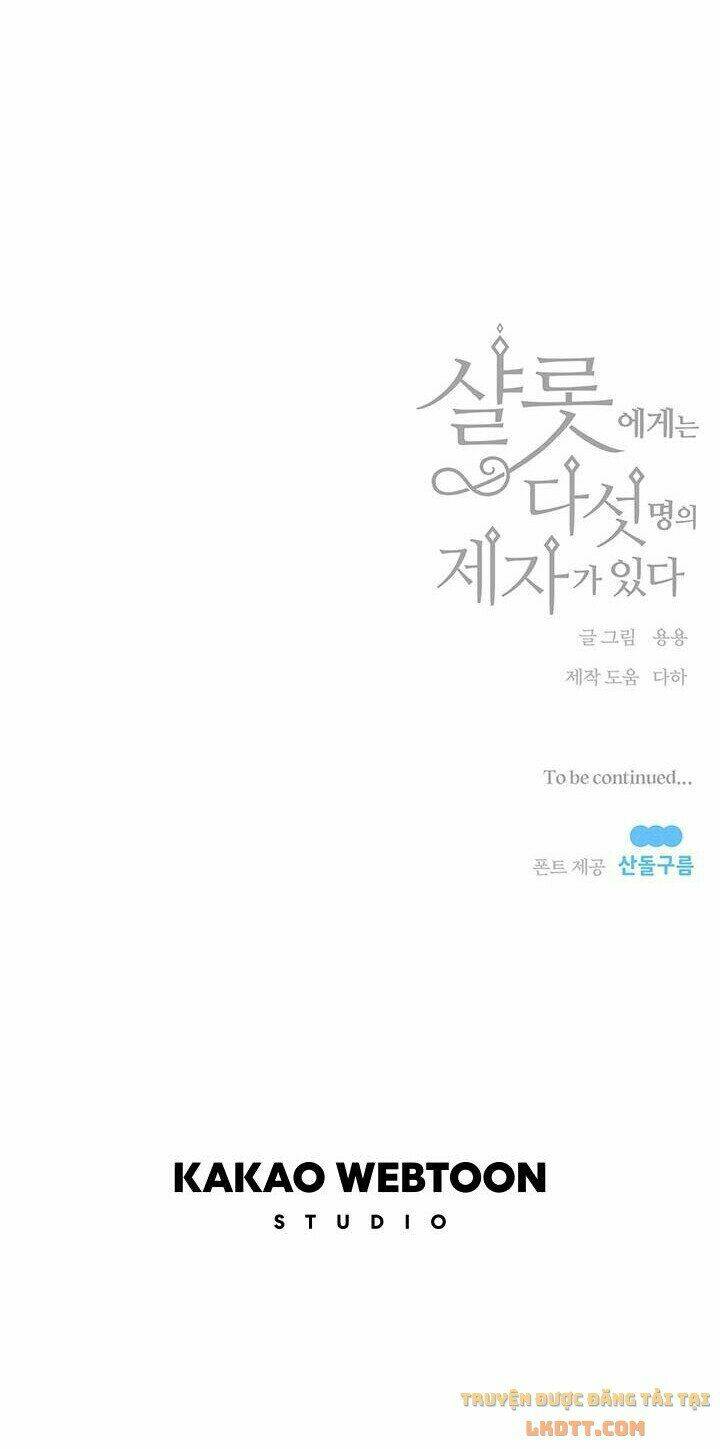 샬롯에게는
다섯명의
제자가 있다
글 그림 용용
제작 도움 다하
To be continued...
폰트 제공 산돌구름
KAKAO WEBTOON
STUDIO
TRUYỆN ĐƯỢC ĐĂNG TẢI TẠI
LKDTT.COM